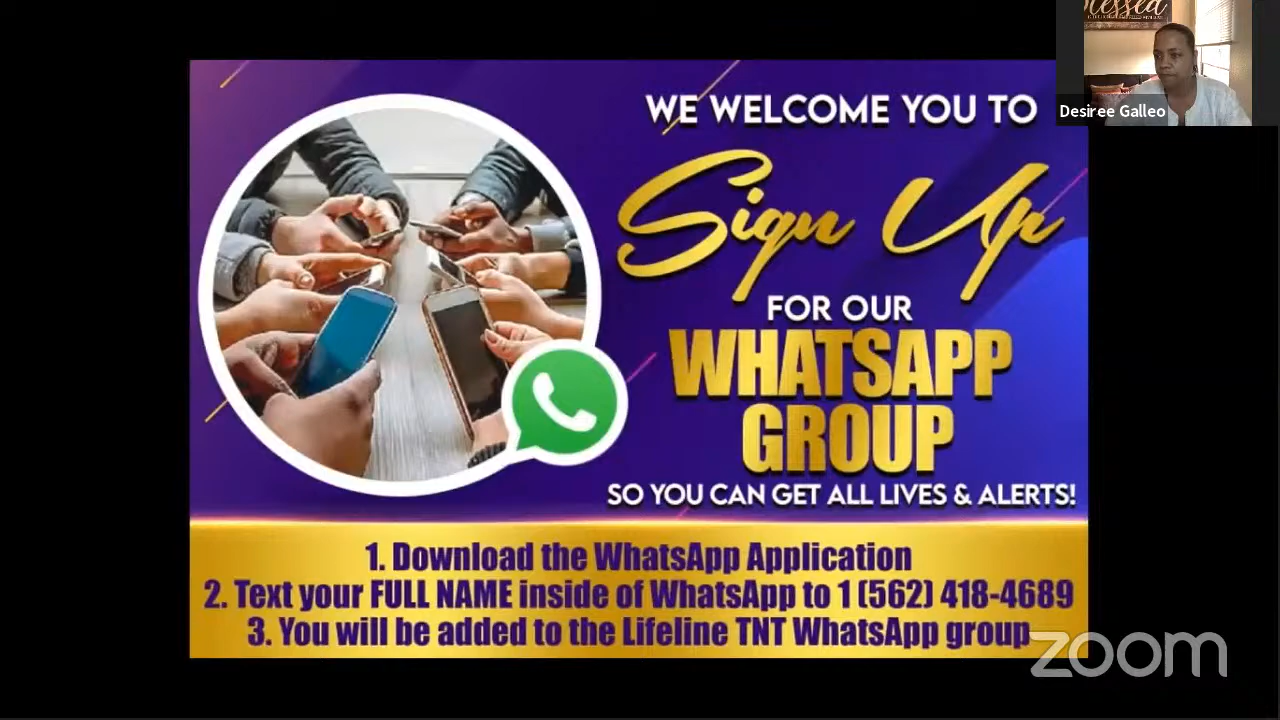 WE WELCOME YOU TO
Sign Up
FOR OUR
WHATSAPP
GROUP
SO YOU CAN GET ALL LIVES & ALERTS!
1. Download the WhatsApp Application
2. Text your FULL NAME inside of WhatsApp to 1 (562) 418-4689
3. You will be added to the Lifeline TNT WhatsApp group
Blessed
Desiree Galleo
zoom